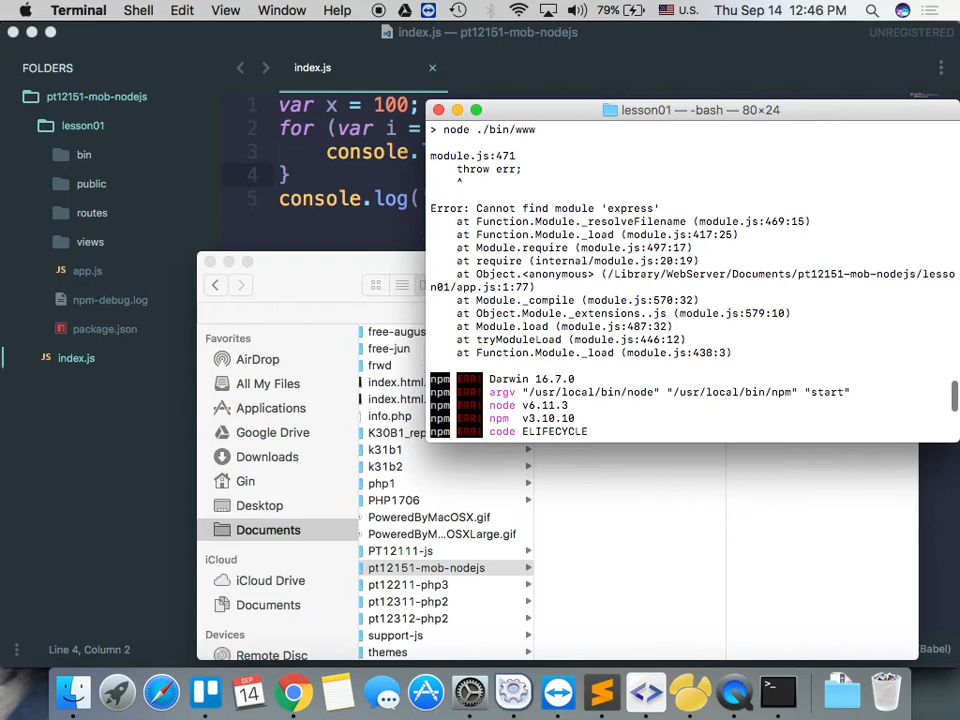 Terminal Shell Edit View Window Help 79% U.S. Thu Sep 14 12:46 PM
index.js — pt12151-mob-nodejs UNREGISTERED
FOLDERS
pt12151-mob-nodejs
lesson01
bin
public
routes
views
app.js
npm-debug.log
package.json
index.js
index.js
1 var x = 100;
2 for (var i =
3 console.
4 }
5 console.log(
lesson01 — -bash — 80×24
> node ./bin/www
module.js:471
throw err;
^
Error: Cannot find module 'express'
at Function.Module._resolveFilename (module.js:469:15)
at Function.Module._load (module.js:417:25)
at Module.require (module.js:497:17)
at require (internal/module.js:20:19)
at Object.<anonymous> (/Library/WebServer/Documents/pt12151-mob-nodejs/lesso
n01/app.js:1:77)
at Module._compile (module.js:570:32)
at Object.Module._extensions..js (module.js:579:10)
at Module.load (module.js:487:32)
at tryModuleLoad (module.js:446:12)
at Function.Module._load (module.js:438:3)
npm ERR! Darwin 16.7.0
npm ERR! argv "/usr/local/bin/node" "/usr/local/bin/npm" "start"
npm ERR! node v6.11.3
npm ERR! npm v3.10.10
npm ERR! code ELIFECYCLE
Favorites
AirDrop
All My Files
Applications
Google Drive
Downloads
Gin
Desktop
Documents
iCloud
iCloud Drive
Documents
Devices
Remote Disc
free-augus
free-jun
frwd
index.html
index.html.
info.php
K30B1_rep
k31b1
k31b2
php1
PHP1706
PoweredByMacOSX.gif
PoweredByM...OSXLarge.gif
PT12111-js
pt12151-mob-nodejs
pt12211-php3
pt12311-php2
pt12312-php2
support-js
themes
Line 4, Column 2
(Babel)
SEP
14